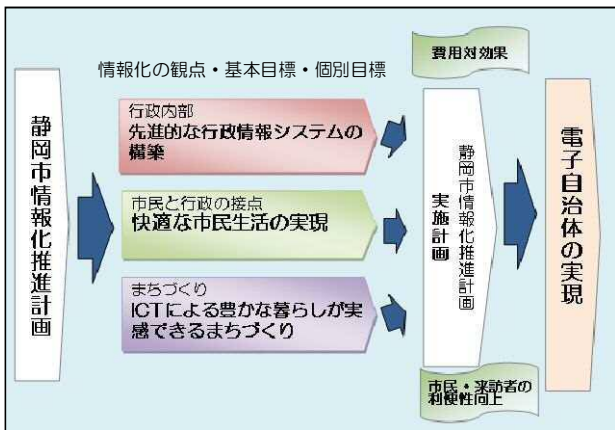 情報化の観点・基本目標・個別目標
静岡市情報化推進計画
行政内部
先進的な行政情報システムの
構築
市民と行政の接点
快適な市民生活の実現
まちづくり
ICTによる豊かな暮らしが実
感できるまちづくり
費用対効果
静岡市情報化推進計画
実施計画
市民・来訪者の
利便性向上
電子自治体の実現